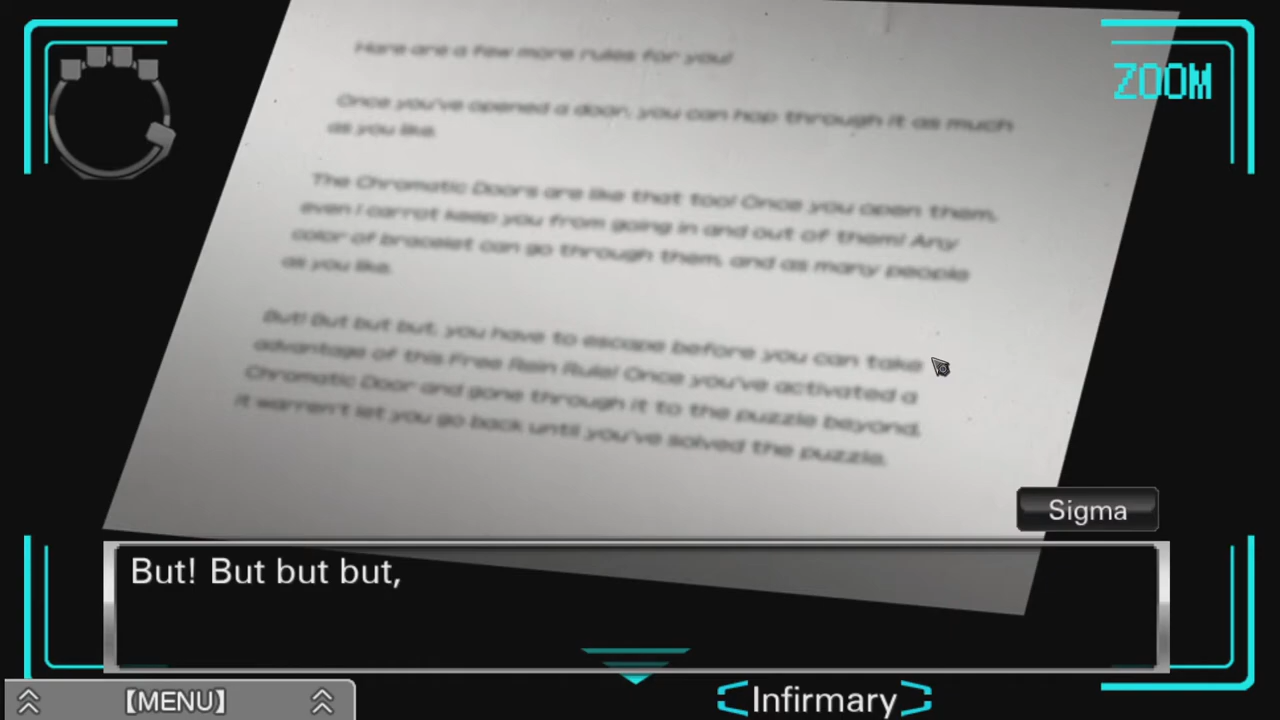 ZOOM
Hare are a few more rules for you!
Once you've opened a door, you can hop through it as much
as you like.
The Chromatic Doors are like that too! Once you open them,
even I carrot keep you from going in and out of them! Any
color of bracelet can go through them, and as many people
as you like.
But! But but but, you have to escape before you can take
advantage of this Free Rein Rule! Once you've activated a
Chromatic Door and gone through it to the puzzle beyond,
it warren't let you go back until you've solved the puzzle.
Sigma
But! But but but,
【MENU】
Infirmary